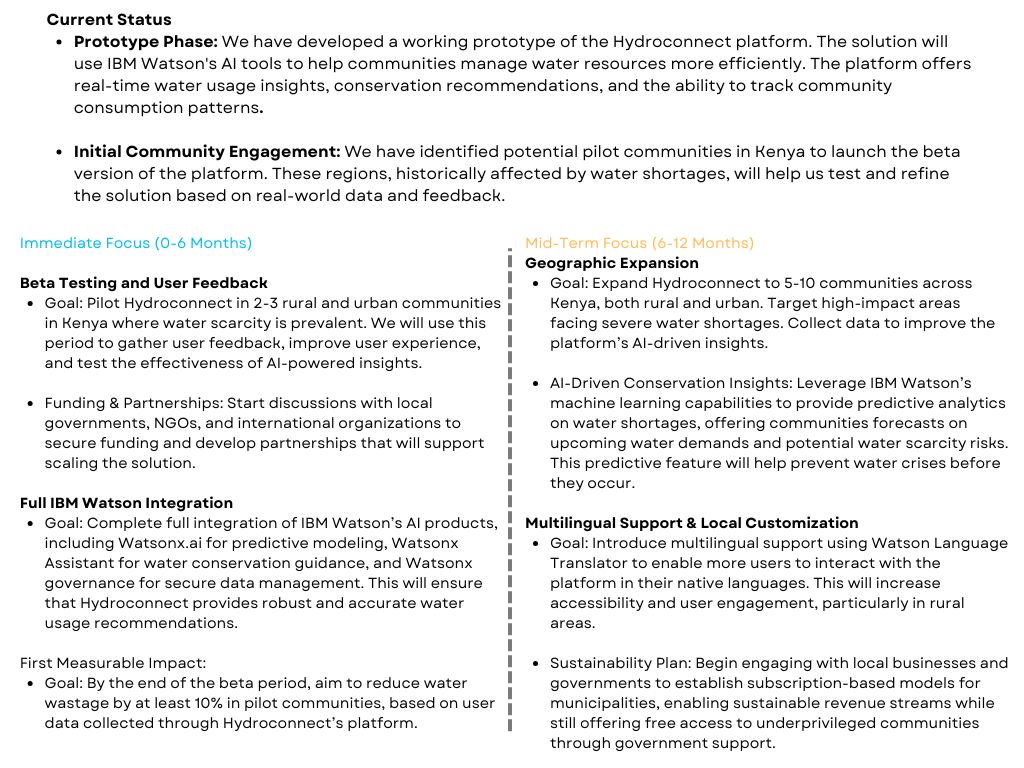 Current Status
• Prototype Phase: We have developed a working prototype of the Hydroconnect platform. The solution will
use IBM Watson's AI tools to help communities manage water resources more efficiently. The platform offers
real-time water usage insights, conservation recommendations, and the ability to track community
consumption patterns.
• Initial Community Engagement: We have identified potential pilot communities in Kenya to launch the beta
version of the platform. These regions, historically affected by water shortages, will help us test and refine
the solution based on real-world data and feedback.
Immediate Focus (0-6 Months)
Beta Testing and User Feedback
• Goal: Pilot Hydroconnect in 2-3 rural and urban communities
in Kenya where water scarcity is prevalent. We will use this
period to gather user feedback, improve user experience,
and test the effectiveness of AI-powered insights.
• Funding & Partnerships: Start discussions with local
governments, NGOs, and international organizations to
secure funding and develop partnerships that will support
scaling the solution.
Full IBM Watson Integration
• Goal: Complete full integration of IBM Watson's AI products,
including Watsonx.ai for predictive modeling, Watsonx
Assistant for water conservation guidance, and Watsonx
governance for secure data management. This will ensure
that Hydroconnect provides robust and accurate water
usage recommendations.
First Measurable Impact:
• Goal: By the end of the beta period, aim to reduce water
wastage by at least 10% in pilot communities, based on user
data collected through Hydroconnect's platform.
Mid-Term Focus (6-12 Months)
Geographic Expansion
• Goal: Expand Hydroconnect to 5-10 communities across
Kenya, both rural and urban. Target high-impact areas
facing severe water shortages. Collect data to improve the
platform's AI-driven insights.
• AI-Driven Conservation Insights: Leverage IBM Watson's
machine learning capabilities to provide predictive analytics
on water shortages, offering communities forecasts on
upcoming water demands and potential water scarcity risks.
This predictive feature will help prevent water crises before
they occur.
Multilingual Support & Local Customization
• Goal: Introduce multilingual support using Watson Language
Translator to enable more users to interact with the
platform in their native languages. This will increase
accessibility and user engagement, particularly in rural
areas.
• Sustainability Plan: Begin engaging with local businesses and
governments to establish subscription-based models for
municipalities, enabling sustainable revenue streams while
still offering free access to underprivileged communities
through government support.